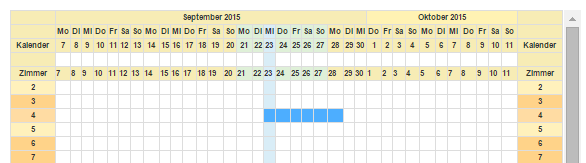 September 2015 Oktober 2015
Mo Di Mi Do Fr Sa So Mo Di Mi Do Fr Sa So Mo DI MI Do Fr Sa So Mo DI MI Do Fr Sa So Mo DI MI Do Fr Sa So
Kalender 7 8 9 10 11 12 13 14 15 16 17 18 19 20 21 22 23 24 25 26 27 28 29 30 1 2 3 4 5 6 7 8 9 10 11 Kalender
Zimmer 7 8 9 10 11 12 13 14 15 16 17 18 19 20 21 22 23 24 25 26 27 28 29 30 1 2 3 4 5 6 7 8 9 10 11 Zimmer
2 2
3 3
4 4
5 5
6 6
7 7